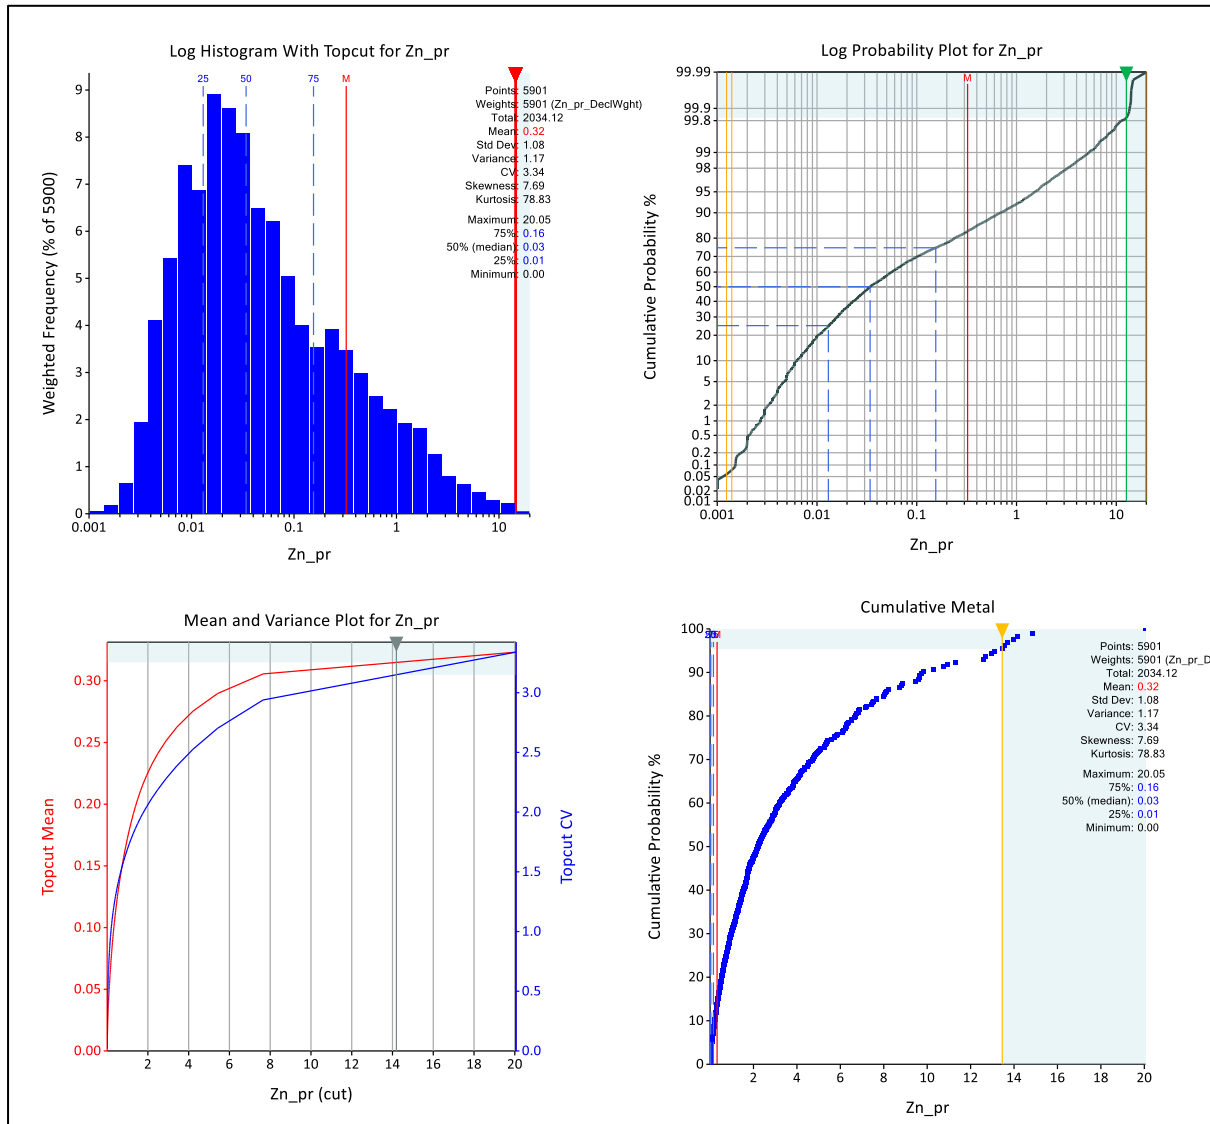 Log Histogram With Topcut for Zn_pr
25 50 75 M
Points: 5901
Weights: 5901 (Zn_pr_DeclWght)
Total: 2034.12
Mean: 0.32
Std Dev: 1.08
Variance: 1.17
CV: 3.34
Skewness: 7.69
Kurtosis: 78.83
Maximum: 20.05
75%: 0.16
50% (median): 0.03
25%: 0.01
Minimum: 0.00
Weighted Frequency (% of 5900)
9
8
7
6
5
4
3
2
1
0
0.001 0.01 0.1 1 10
Zn_pr
Log Probability Plot for Zn_pr
M
Cumulative Probability %
99.99
99.9
99.8
99
98
95
90
80
70
60
50
40
30
20
10
5
2
1
0.5
0.2
0.1
0.05
0.02
0.01
0.001 0.01 0.1 1 10
Zn_pr
Mean and Variance Plot for Zn_pr
Topcut Mean
0.30
0.25
0.20
0.15
0.10
0.05
0.00
Topcut CV
3.0
2.5
2.0
1.5
1.0
0.5
0.0
2 4 6 8 10 12 14 16 18 20
Zn_pr (cut)
Cumulative Metal
Cumulative Probability %
100
90
80
70
60
50
40
30
20
10
0
Points: 5901
Weights: 5901 (Zn_pr_D
Total: 2034.12
Mean: 0.32
Std Dev: 1.08
Variance: 1.17
CV: 3.34
Skewness: 7.69
Kurtosis: 78.83
Maximum: 20.05
75%: 0.16
50% (median): 0.03
25%: 0.01
Minimum: 0.00
2 4 6 8 10 12 14 16 18 20
Zn_pr